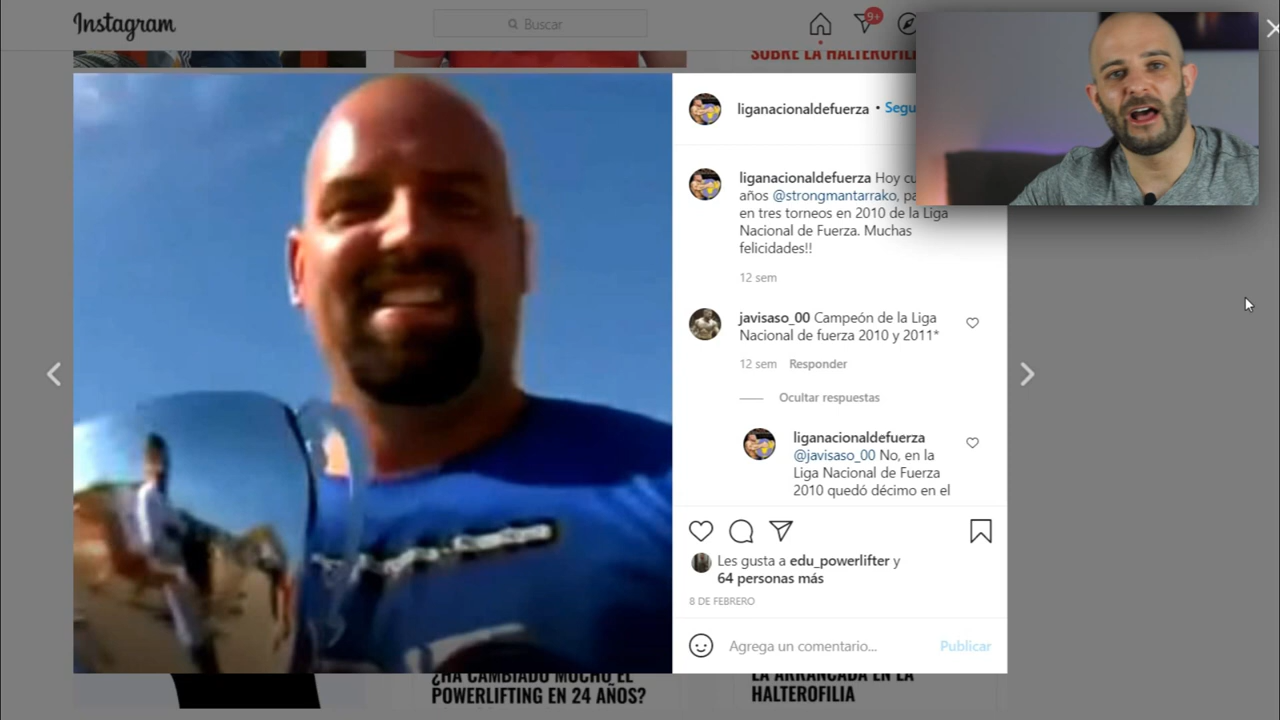 Instagram
Buscar
9+
SOBRE LA HALTEROFILI
liganacionaldefuerza • Segu
liganacionaldefuerza Hoy cu
años @strongmantarrako, pa
en tres torneos en 2010 de la Liga
Nacional de Fuerza. Muchas
felicidades!!
12 sem
javisaso_00 Campeón de la Liga
Nacional de fuerza 2010 y 2011*
12 sem Responder
Ocultar respuestas
liganacionaldefuerza
@javisaso_00 No, en la
Liga Nacional de Fuerza
2010 quedó décimo en el
Les gusta a edu_powerlifter y
64 personas más
8 DE FEBRERO
Agrega un comentario... Publicar
¿HA CAMBIADO MUCHO EL
POWERLIFTING EN 24 AÑOS?
LA ARRANCADA EN LA
HALTEROFILIA